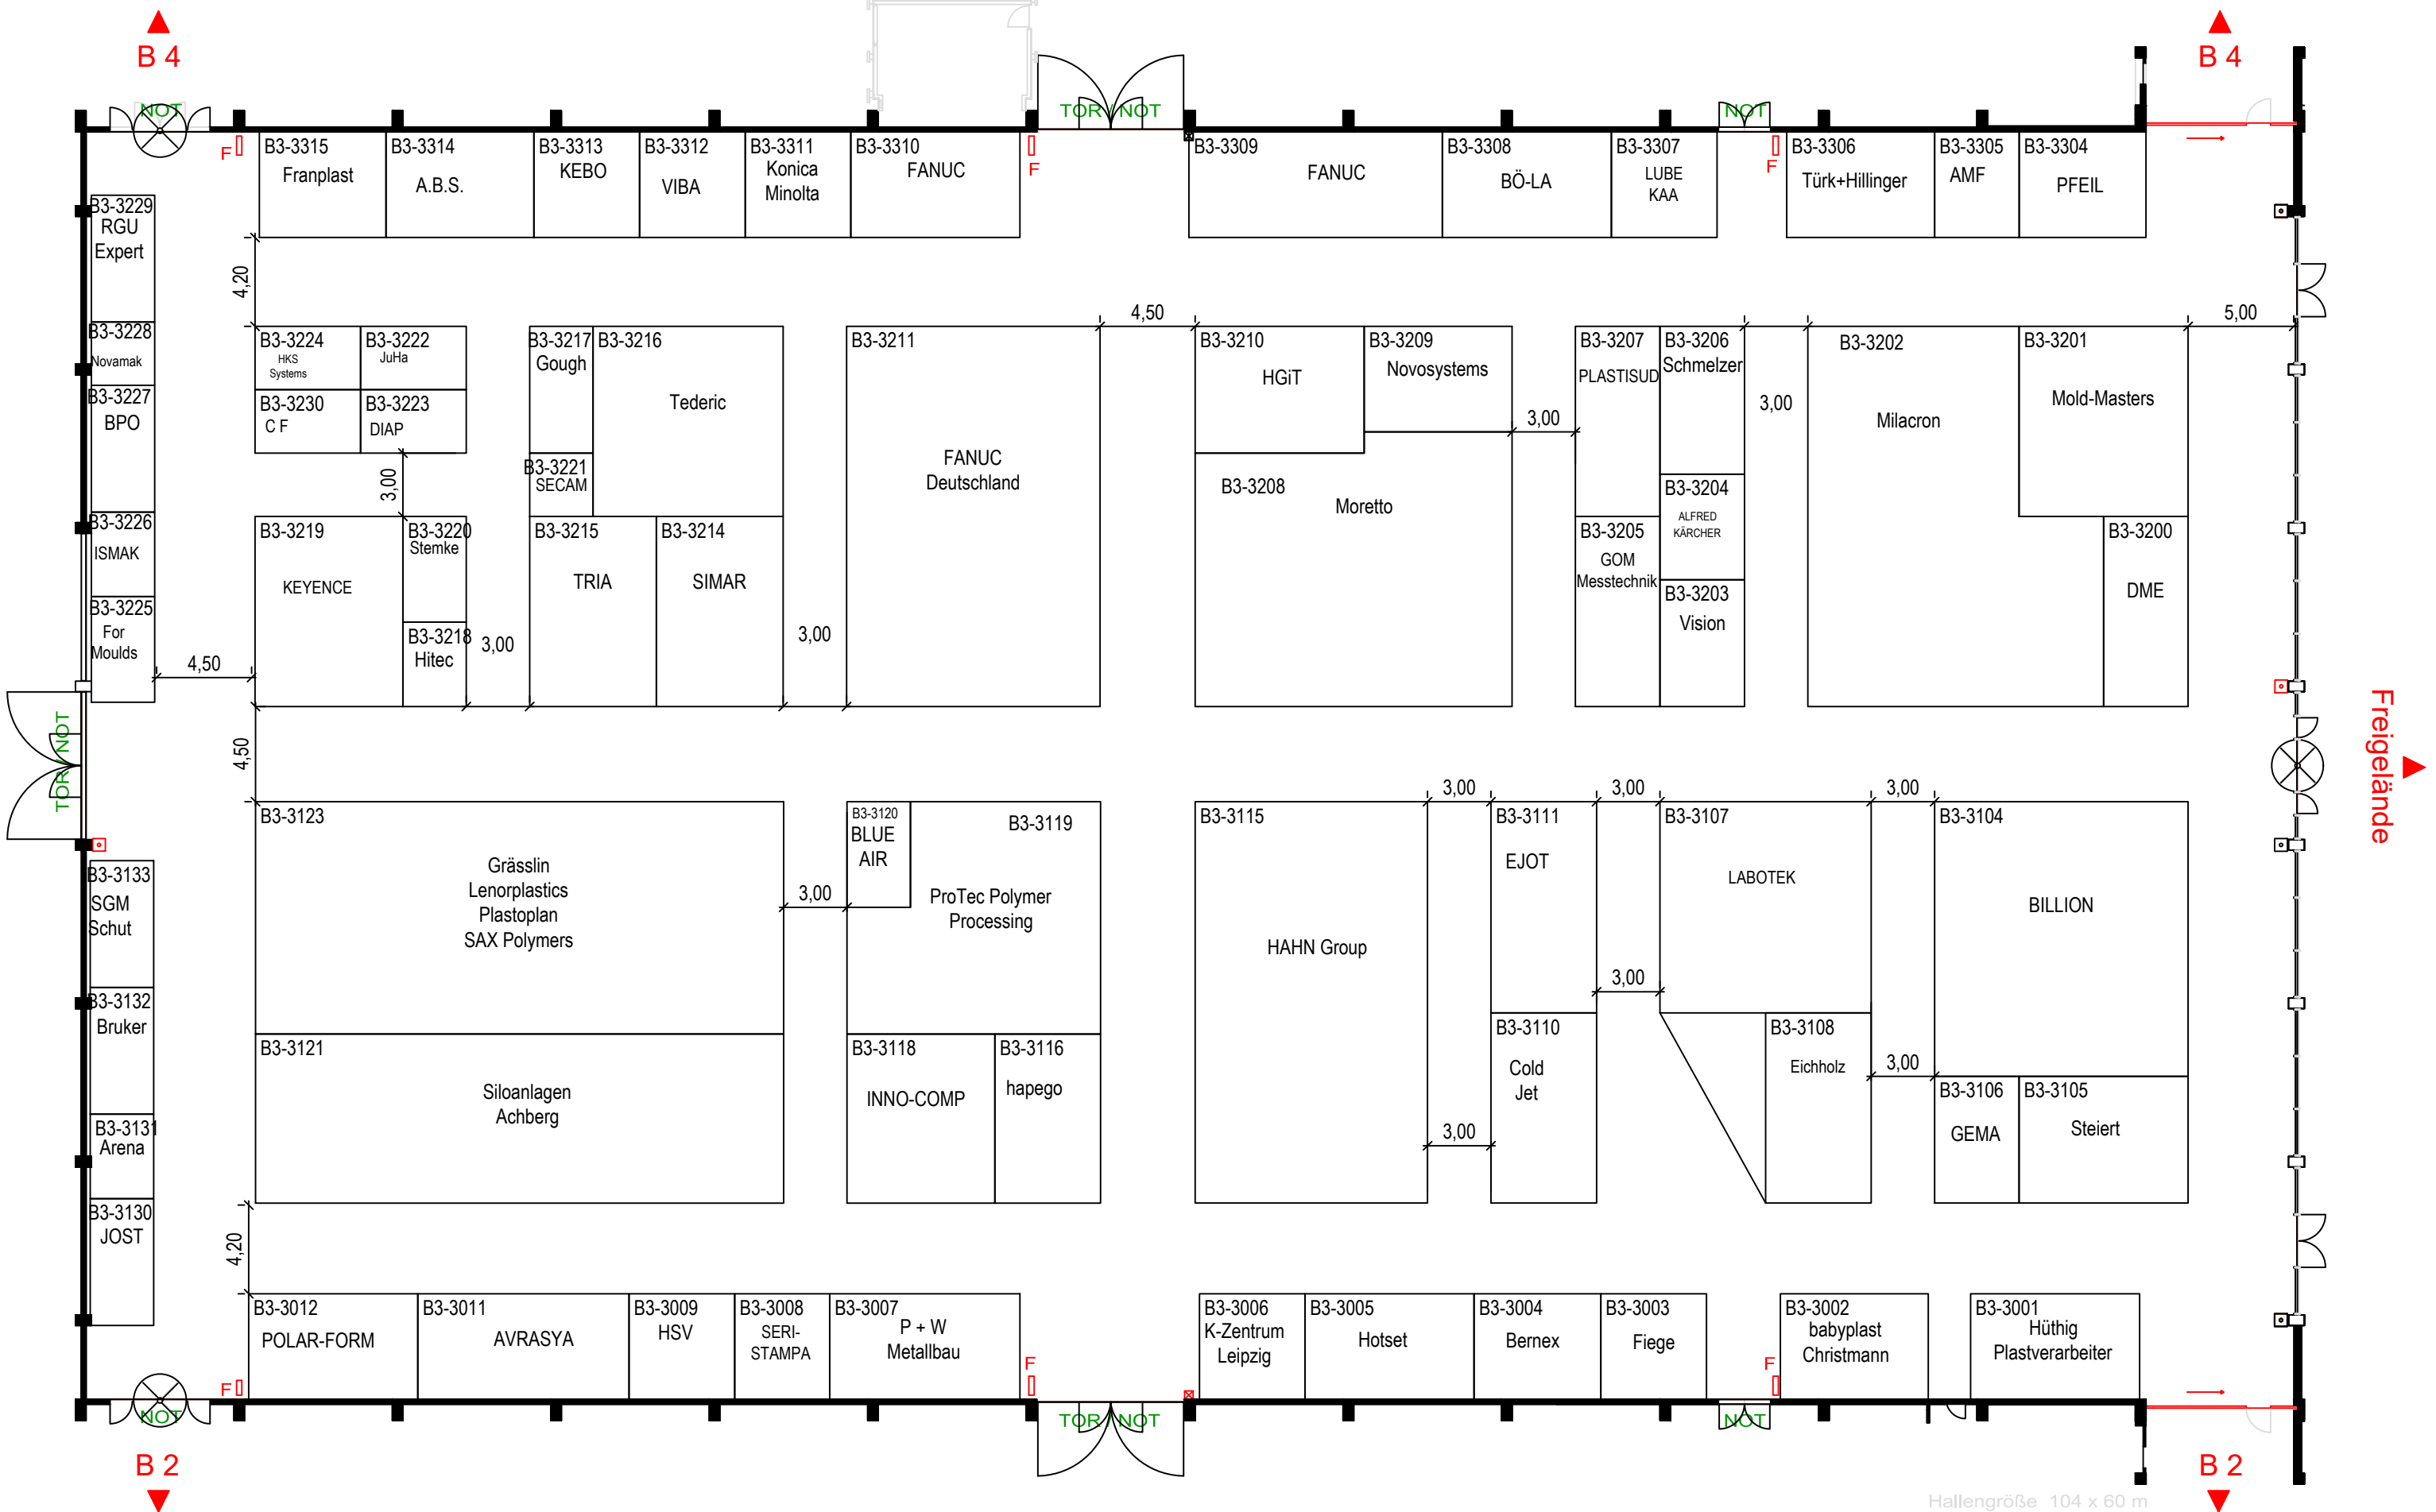 B 4
B 4
NOT
TOR / NOT
NOT
F
F
F
B3-3315
Franplast
B3-3314
A.B.S.
B3-3313
KEBO
B3-3312
VIBA
B3-3311
Konica
Minolta
B3-3310
FANUC
B3-3309
FANUC
B3-3308
BÖ-LA
B3-3307
LUBE
KAA
B3-3306
Türk+Hillinger
B3-3305
AMF
B3-3304
PFEIL
B3-3229
RGU
Expert
B3-3228
Novamak
B3-3227
BPO
B3-3226
ISMAK
B3-3225
For
Moulds
4,20
4,50
5,00
B3-3224
HKS
Systems
B3-3222
JuHa
B3-3230
C F
B3-3223
DIAP
3,00
B3-3219
KEYENCE
B3-3220
Stemke
B3-3218
Hitec
4,50
3,00
B3-3217
Gough
B3-3216
Tederic
B3-3221
SECAM
B3-3215
TRIA
B3-3214
SIMAR
3,00
B3-3211
FANUC
Deutschland
B3-3210
HGiT
B3-3209
Novosystems
B3-3208
Moretto
3,00
B3-3207
PLASTISUD
B3-3206
Schmelzer
B3-3204
ALFRED
KÄRCHER
B3-3205
GOM
Messtechnik
B3-3203
Vision
3,00
B3-3202
Milacron
B3-3201
Mold-Masters
B3-3200
DME
TOR / NOT
Freigelände
4,50
3,00
3,00
3,00
B3-3123
Grässlin
Lenorplastics
Plastoplan
SAX Polymers
3,00
B3-3120
BLUE
AIR
B3-3119
ProTec Polymer
Processing
B3-3115
HAHN Group
B3-3111
EJOT
3,00
B3-3107
LABOTEK
B3-3104
BILLION
B3-3133
SGM
Schut
B3-3132
Bruker
B3-3131
Arena
B3-3130
JOST
B3-3121
Siloanlagen
Achberg
B3-3118
INNO-COMP
B3-3116
hapego
3,00
B3-3110
Cold
Jet
B3-3108
Eichholz
3,00
B3-3106
GEMA
B3-3105
Steiert
4,20
B3-3012
POLAR-FORM
B3-3011
AVRASYA
B3-3009
HSV
B3-3008
SERI-
STAMPA
B3-3007
P + W
Metallbau
B3-3006
K-Zentrum
Leipzig
B3-3005
Hotset
B3-3004
Bernex
B3-3003
Fiege
B3-3002
babyplast
Christmann
B3-3001
Hüthig
Plastverarbeiter
F
F
F
NOT
TOR / NOT
NOT
B 2
B 2
Hallengröße 104 x 60 m